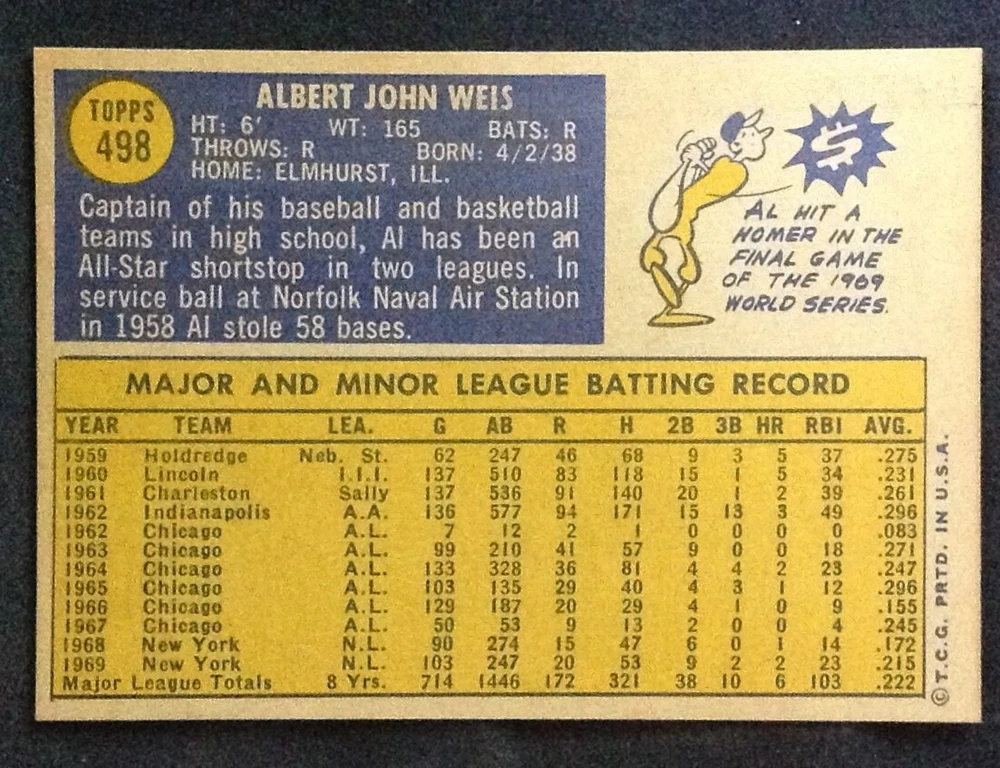 TOPPS
498
ALBERT JOHN WEIS
HT: 6' WT: 165 BATS: R
THROWS: R BORN: 4/2/38
HOME: ELMHURST, ILL.
Captain of his baseball and basketball
teams in high school, Al has been an
All-Star shortstop in two leagues. In
service ball at Norfolk Naval Air Station
in 1958 Al stole 58 bases.
$
AL HIT A
HOMER IN THE
FINAL GAME
OF THE 1969
WORLD SERIES.
MAJOR AND MINOR LEAGUE BATTING RECORD
YEAR TEAM LEA. G AB R H 2B 3B HR RBI AVG.
1959 Holdredge Neb. St. 62 247 46 68 9 3 5 37 .275
1960 Lincoln I.I.I. 137 510 83 118 15 1 5 34 .231
1961 Charleston Sally 137 536 91 140 20 1 2 39 .261
1962 Indianapolis A.A. 136 577 94 171 15 13 3 49 .296
1962 Chicago A.L. 7 12 2 1 0 0 0 0 .083
1963 Chicago A.L. 99 210 41 57 9 0 0 18 .271
1964 Chicago A.L. 133 328 36 81 4 4 2 23 .247
1965 Chicago A.L. 103 135 29 40 4 3 1 12 .296
1966 Chicago A.L. 129 187 20 29 4 1 0 9 .155
1967 Chicago A.L. 50 53 9 13 2 0 0 4 .245
1968 New York N.L. 90 274 15 47 6 0 1 14 .172
1969 New York N.L. 103 247 20 53 9 2 2 23 .215
Major League Totals 8 Yrs. 714 1446 172 321 38 10 6 103 .222
© T.C.G. PRTD. IN U.S.A.